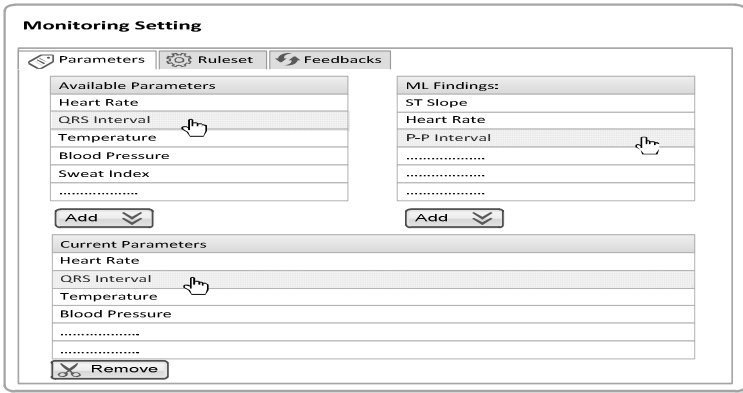 Monitoring Setting
Parameters Ruleset Feedbacks
Available Parameters
Heart Rate
QRS Interval
Temperature
Blood Pressure
Sweat Index
...................
Add
ML Findings:
ST Slope
Heart Rate
P-P Interval
...................
...................
...................
Add
Current Parameters
Heart Rate
QRS Interval
Temperature
Blood Pressure
...................
...................
Remove